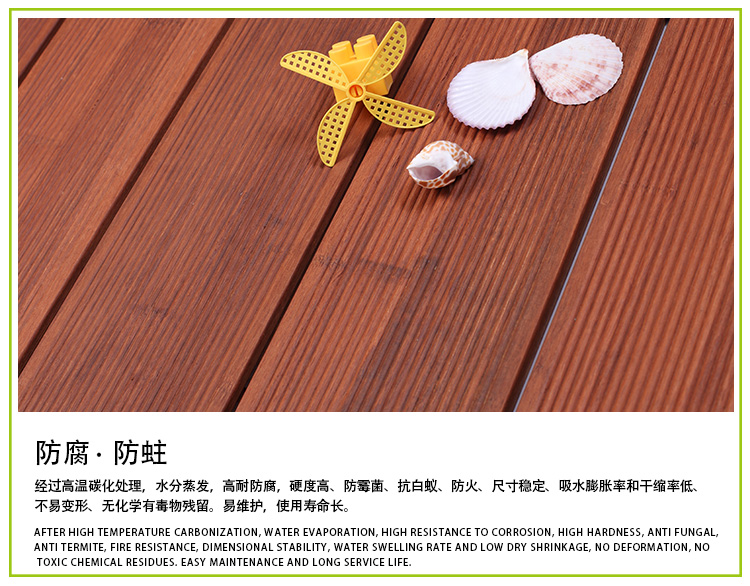 防腐·防蛀
经过高温碳化处理，水分蒸发，高耐防腐，硬度高、防霉菌、抗白蚁、防火、尺寸稳定、吸水膨胀率和干缩率低、
不易变形、无化学有毒物残留。易维护，使用寿命长。
AFTER HIGH TEMPERATURE CARBONIZATION, WATER EVAPORATION, HIGH RESISTANCE TO CORROSION, HIGH HARDNESS, ANTI FUNGAL,
ANTI TERMITE, FIRE RESISTANCE, DIMENSIONAL STABILITY, WATER SWELLING RATE AND LOW DRY SHRINKAGE, NO DEFORMATION, NO
TOXIC CHEMICAL RESIDUES. EASY MAINTENANCE AND LONG SERVICE LIFE.